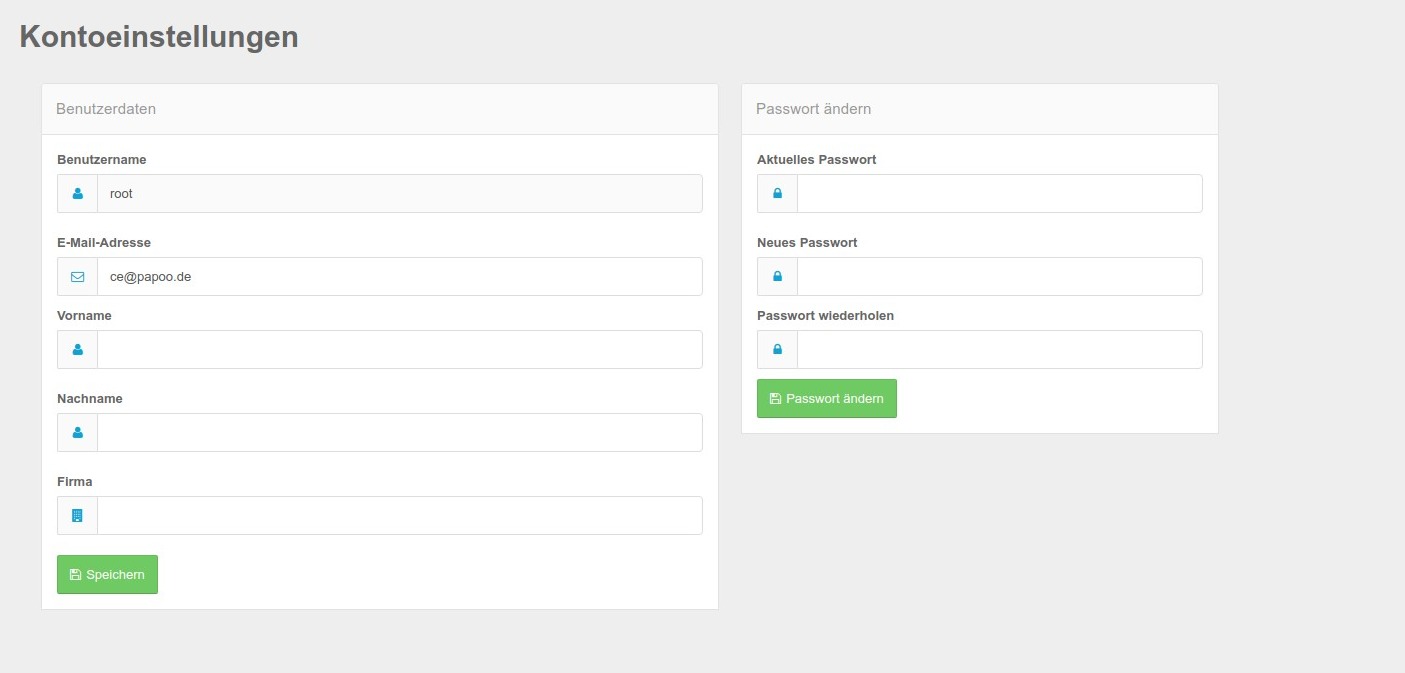 Kontoeinstellungen
Benutzerdaten
Benutzername
root
E-Mail-Adresse
ce@papoo.de
Vorname
Nachname
Firma
Speichern
Passwort ändern
Aktuelles Passwort
Neues Passwort
Passwort wiederholen
Passwort ändern